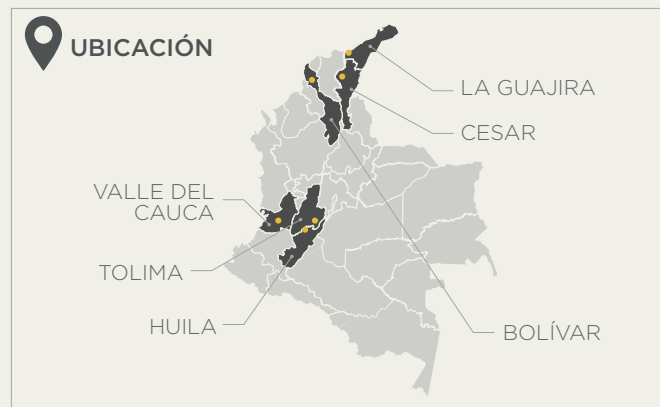 UBICACIÓN
LA GUAJIRA
CESAR
VALLE DEL
CAUCA
TOLIMA
HUILA
BOLÍVAR